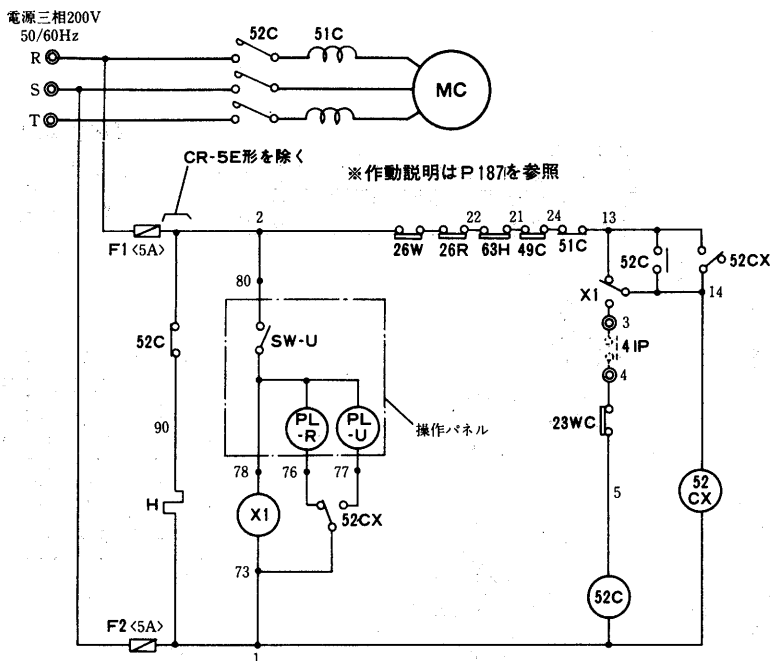 電源三相200V
50/60Hz
R
S
T
52C
51C
MC
CR-5E形を除く
※作動説明はP187を参照
F1<5A>
2
26W
26R
22
63H
21
49C
24
51C
13
52C
52CX
14
X1
80
SW-U
3
41P
4
52C
PL
-R
PL
-U
操作パネル
23WC
90
78
76
77
5
52
CX
H
X1
52CX
73
52C
F2<5A>
1